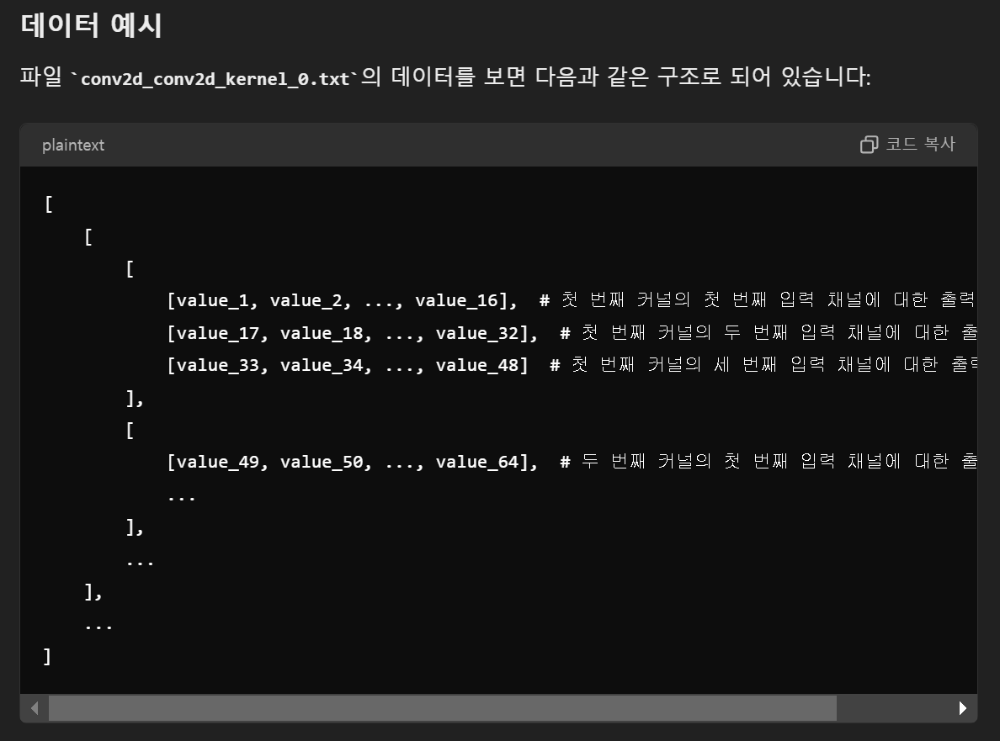 데이터 예시
파일 `conv2d_conv2d_kernel_0.txt`의 데이터를 보면 다음과 같은 구조로 되어 있습니다:
plaintext
코드 복사
[
    [
        [
            [value_1, value_2, ..., value_16],  # 첫 번째 커널의 첫 번째 입력 채널에 대한 출력
            [value_17, value_18, ..., value_32],  # 첫 번째 커널의 두 번째 입력 채널에 대한 출
            [value_33, value_34, ..., value_48]  # 첫 번째 커널의 세 번째 입력 채널에 대한 출
        ],
        [
            [value_49, value_50, ..., value_64],  # 두 번째 커널의 첫 번째 입력 채널에 대한 출
            ...
        ],
        ...
    ],
    ...
]